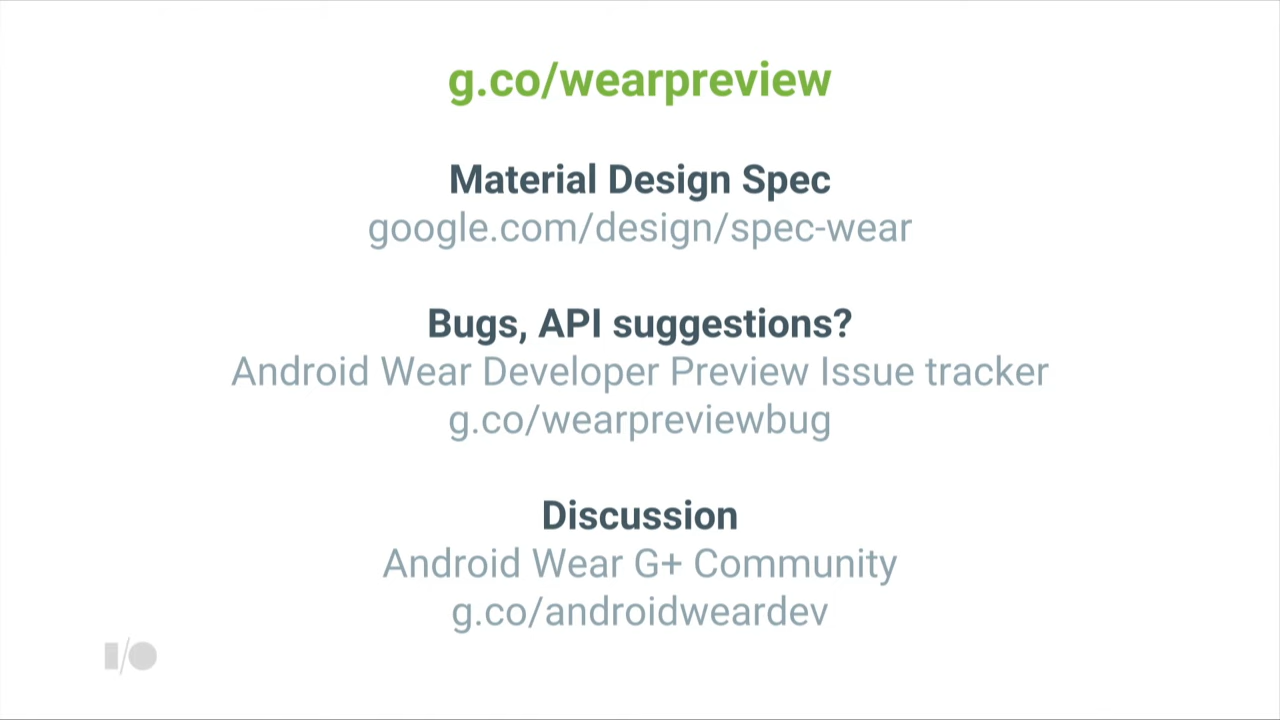 g.co/wearpreview
Material Design Spec
google.com/design/spec-wear
Bugs, API suggestions?
Android Wear Developer Preview Issue tracker
g.co/wearpreviewbug
Discussion
Android Wear G+ Community
g.co/androidweardev
I/O